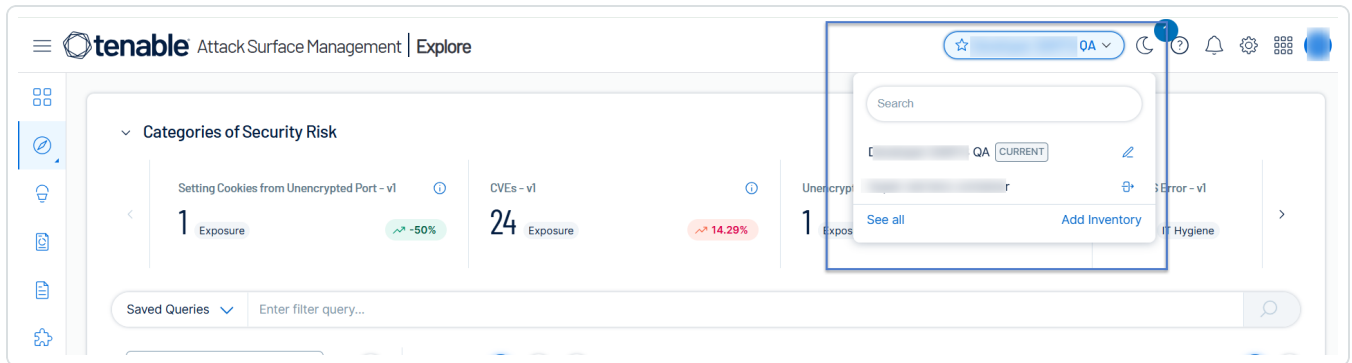 tenable Attack Surface Management Explore
QA
1
?
Search
QA CURRENT
See all Add Inventory
Categories of Security Risk
Setting Cookies from Unencrypted Port - v1
1 Exposure
-50%
CVEs - v1
24 Exposure
14.29%
1
Error - v1
IT Hygiene
Saved Queries Enter filter query...